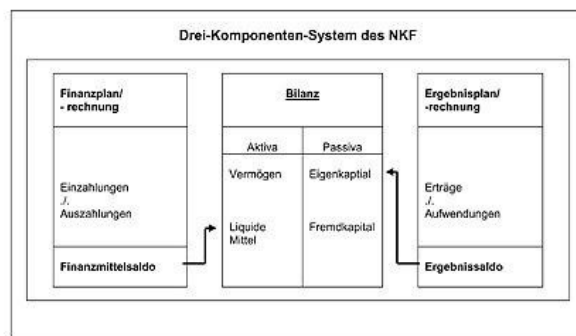 Drei-Komponenten-System des NKF
Finanzplan/
- rechnung
Einzahlungen
./.
Auszahlungen
Finanzmittelsaldo
Bilanz
Aktiva
Passiva
Vermögen
Eigenkaptial
Liquide
Mittel
Fremdkapital
Ergebnisplan/
-rechnung
Erträge
./.
Aufwendungen
Ergebnissaldo